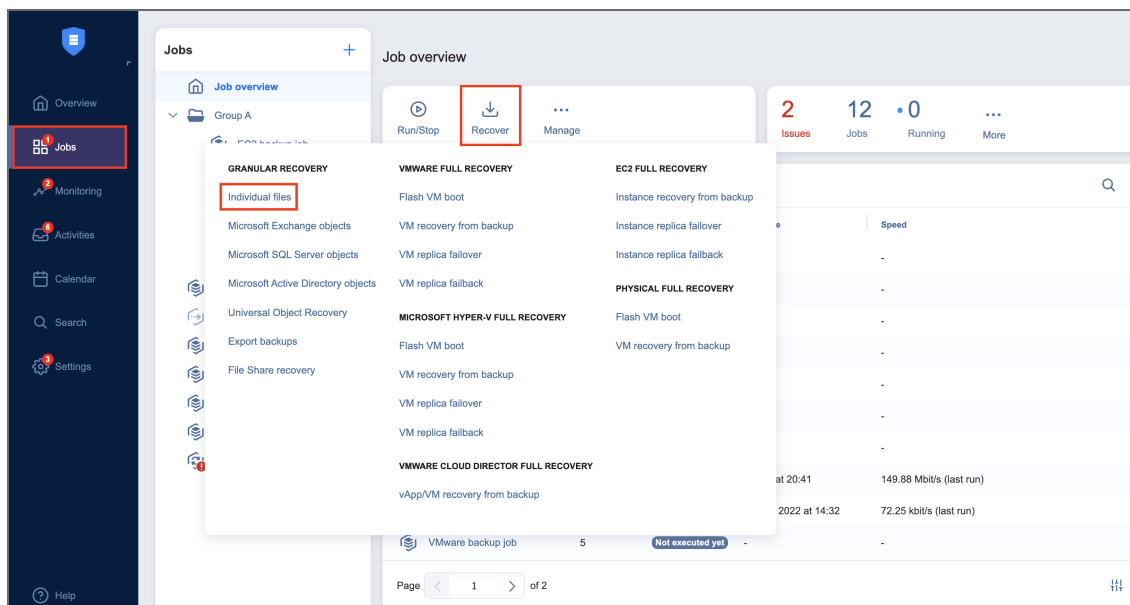 Overview
1
Jobs
2
Monitoring
6
Activities
Calendar
Search
3
Settings
Help
Jobs
Job overview
Group A
EC2 backup job
Job overview
Run/Stop
Recover
Manage
2
Issues
12
Jobs
0
Running
More
GRANULAR RECOVERY
Individual files
Microsoft Exchange objects
Microsoft SQL Server objects
Microsoft Active Directory objects
Universal Object Recovery
Export backups
File Share recovery
VMWARE FULL RECOVERY
Flash VM boot
VM recovery from backup
VM replica failover
VM replica failback
MICROSOFT HYPER-V FULL RECOVERY
Flash VM boot
VM recovery from backup
VM replica failover
VM replica failback
VMWARE CLOUD DIRECTOR FULL RECOVERY
vApp/VM recovery from backup
EC2 FULL RECOVERY
Instance recovery from backup
Instance replica failover
Instance replica failback
PHYSICAL FULL RECOVERY
Flash VM boot
VM recovery from backup
e Speed
-
-
-
-
-
-
-
at 20:41 149.88 Mbit/s (last run)
2022 at 14:32 72.25 kbit/s (last run)
VMware backup job 5 Not executed yet - -
Page 1 of 2